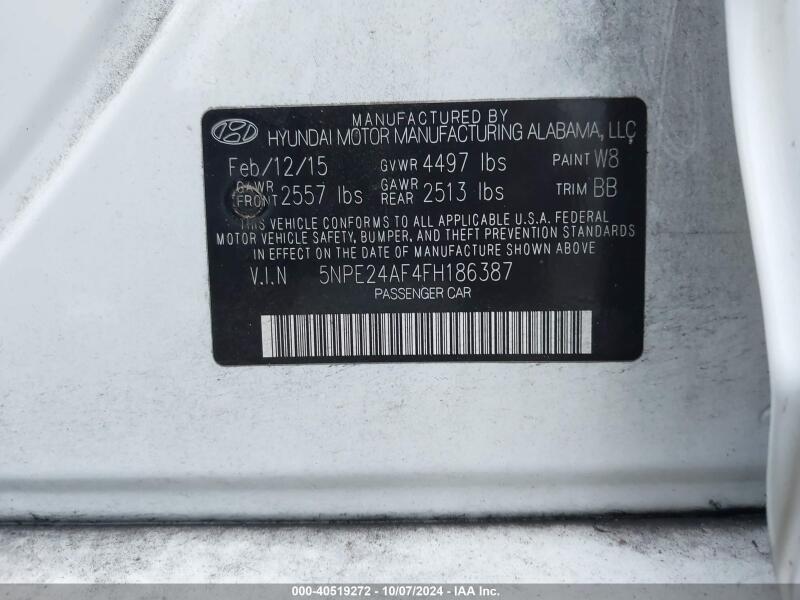 MANUFACTURED BY
HYUNDAI MOTOR MANUFACTURING ALABAMA, LLC
Feb/12/15 GVWR 4497 lbs PAINT W8
GAWR FRONT 2557 lbs GAWR REAR 2513 lbs TRIM BB
THIS VEHICLE CONFORMS TO ALL APPLICABLE U.S.A. FEDERAL
MOTOR VEHICLE SAFETY, BUMPER, AND THEFT PREVENTION
STANDARDS IN EFFECT ON THE DATE OF MANUFACTURE SHOWN ABOVE
V.I.N 5NPE24AF4FH186387
PASSENGER CAR
000-40519272 - 10/07/2024 - IAA Inc.